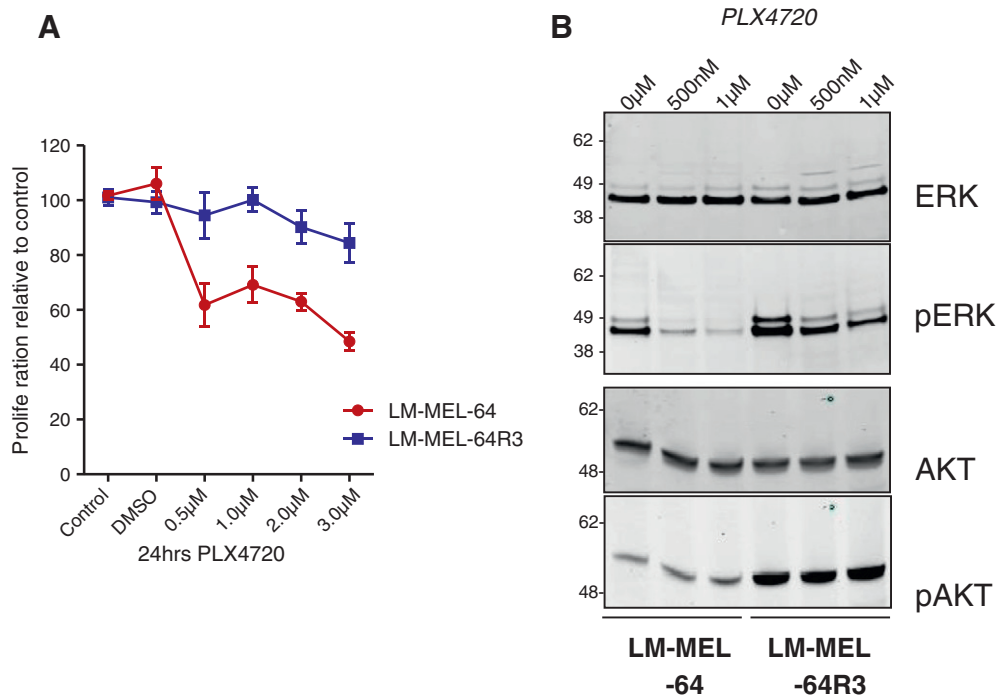 A
Prolife ration relative to control
120
100
80
60
40
20
0
LM-MEL-64
LM-MEL-64R3
Control
DMSO
0.5µM
1.0µM
2.0µM
3.0µM
24hrs PLX4720
B
PLX4720
0µM 500nM 1µM 0µM 500nM 1µM
62-
49-
38-
ERK
62-
49-
38-
pERK
62-
48-
AKT
62-
48-
pAKT
LM-MEL LM-MEL
-64 -64R3